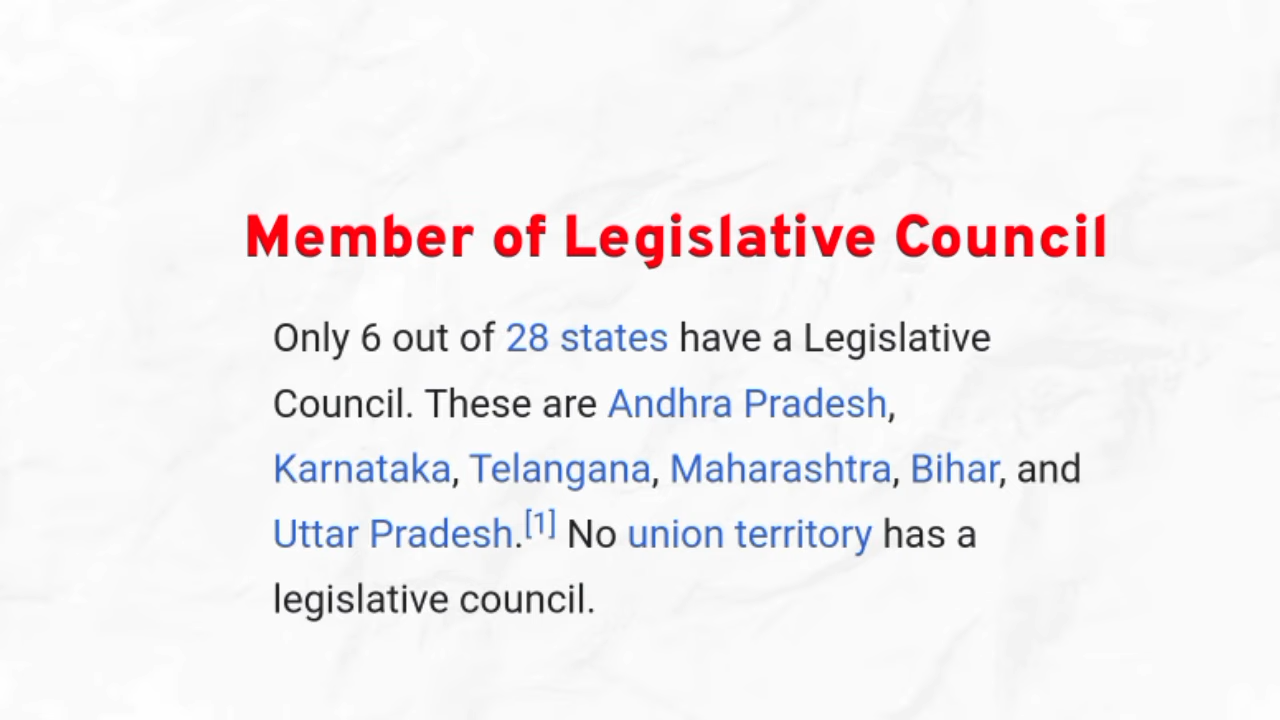 Member of Legislative Council
Only 6 out of 28 states have a Legislative
Council. These are Andhra Pradesh,
Karnataka, Telangana, Maharashtra, Bihar, and
Uttar Pradesh.[1] No union territory has a
legislative council.